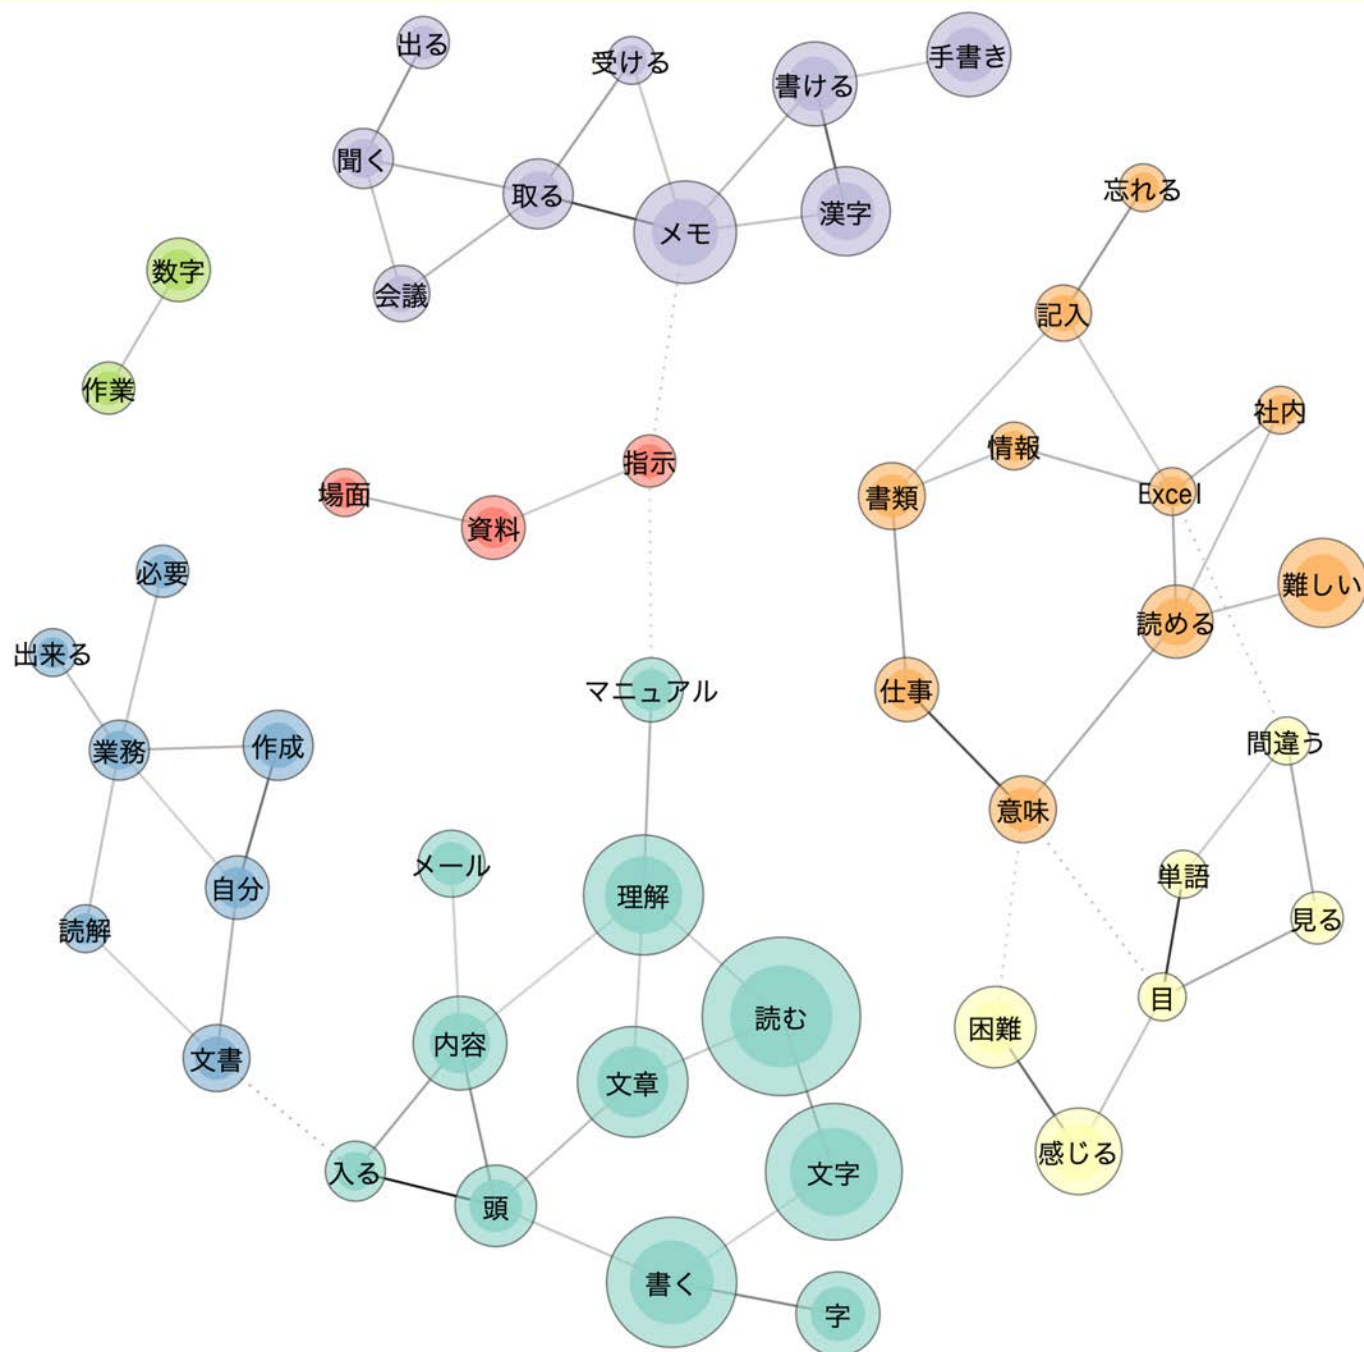 出る
受ける
書ける
手書き
聞く
取る
メモ
漢字
忘れる
会議
数字
記入
作業
社内
情報
指示
Excel
場面
書類
資料
必要
難しい
読める
出来る
マニュアル
仕事
業務
作成
間違う
意味
メール
単語
理解
自分
見る
読解
目
読む
困難
内容
文書
文章
感じる
入る
文字
頭
書く
字